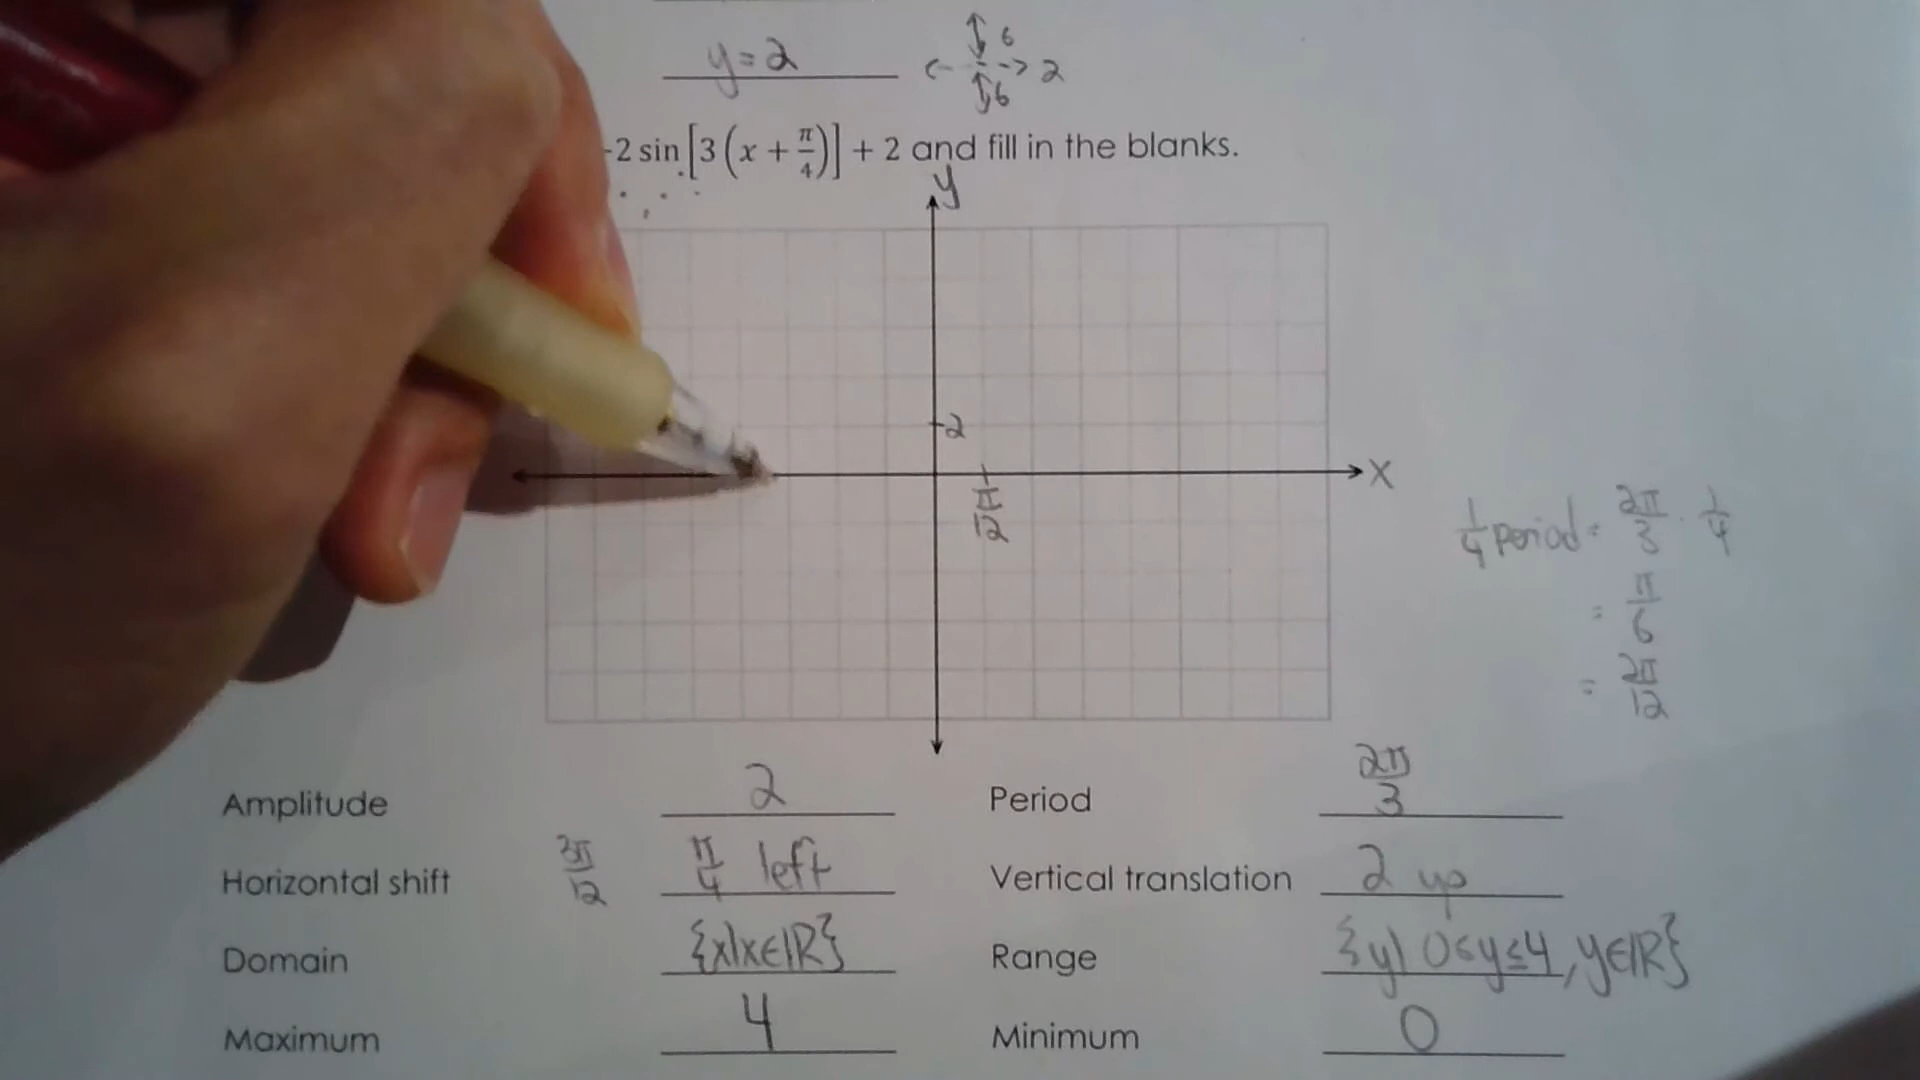 y = 2 6 2
6
-2 sin [3 (x + π/4)] + 2 and fill in the blanks.
y
2
x
π/12
1/4 period = 2π/3 · 1/4
= π/6
= 2π/12
Amplitude 2 Period 2π/3
Horizontal shift 3π/12 π/4 left Vertical translation 2 up
Domain {x|x∈ℝ} Range {y| 0≤y≤4, y∈ℝ}
Maximum 4 Minimum 0